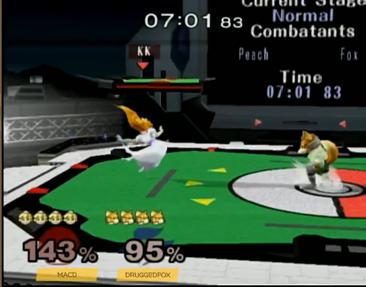 Current Stage
Normal
Combatants
Peach Fox
Time
07:01 83
07:01 83
KK
143% 95%
MACD DRUGGEDFOX